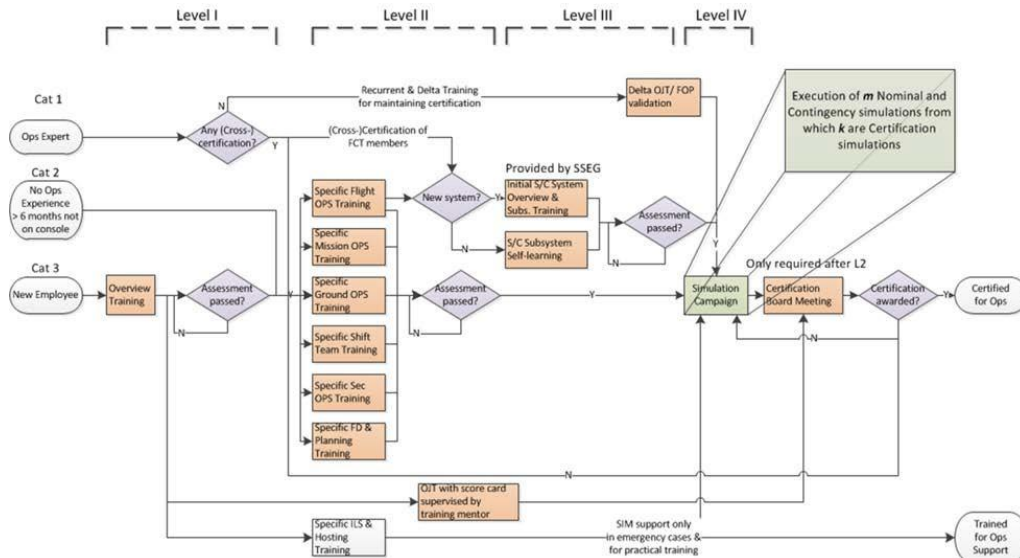 Level I
Level II
Level III
Level IV
Cat 1
Ops Expert
Any (Cross-)
certification?
N
Y
Recurrent & Delta Training
for maintaining certification
Delta OJT/ FOP
validation
Execution of m Nominal and
Contingency simulations from
which k are Certification
simulations
(Cross-)Certification of
FCT members
Cat 2
No Ops
Experience
> 6 months not
on console
Specific Flight
OPS Training
New system?
Y
N
Provided by SSEG
Initial S/C System
Overview &
Subs. Training
S/C Subsystem
Self-learning
Assessment
passed?
N
Y
Specific
Mission OPS
Training
Cat 3
New Employee
Overview
Training
Assessment
passed?
N
Y
Specific
Ground OPS
Training
Assessment
passed?
N
Y
Only required after L2
Simulation
Campaign
Certification
Board Meeting
Certification
awarded?
Y
N
Certified
for Ops
Specific Shift
Team Training
Specific Sec
OPS Training
Specific FD &
Planning
Training
N
OJT with score card
supervised by
training mentor
Specific ILS &
Hosting
Training
SIM support only
in emergency cases &
for practical training
Trained
for Ops
Support